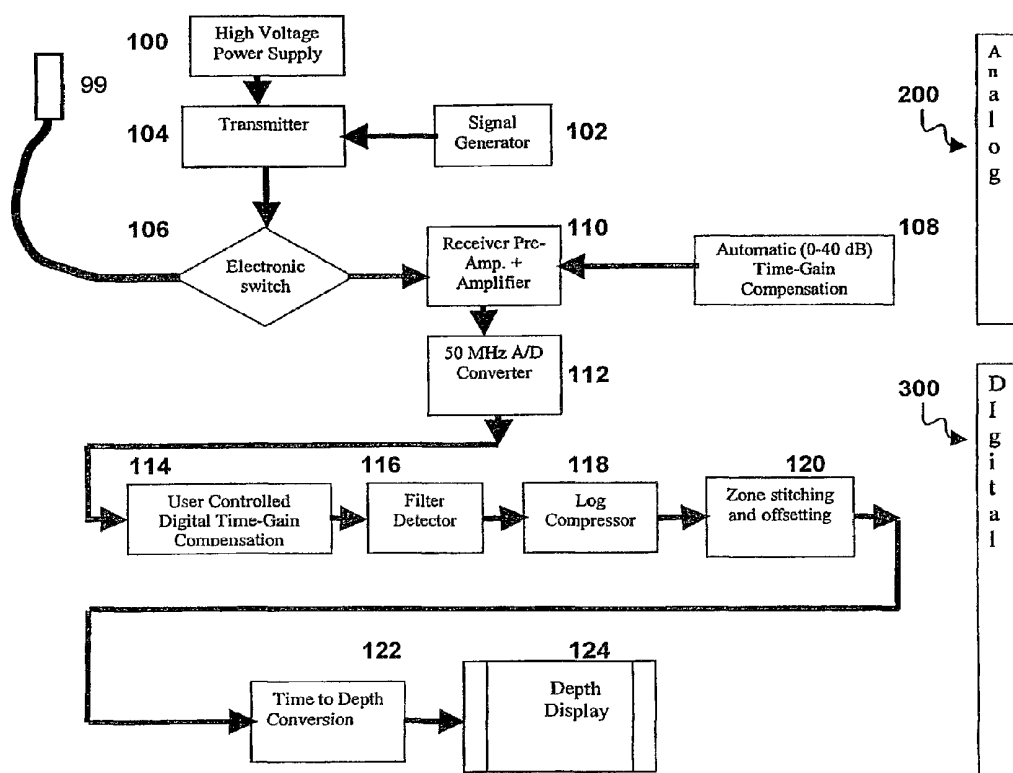 100
High Voltage
Power Supply
99
104
Transmitter
Signal
Generator
102
200
Analog
106
Electronic
switch
110
Receiver Pre-
Amp. +
Amplifier
108
Automatic (0-40 dB)
Time-Gain
Compensation
50 MHz A/D
Converter
112
300
DIgital
114
User Controlled
Digital Time-Gain
Compensation
116
Filter
Detector
118
Log
Compressor
120
Zone stitching
and offsetting
122
Time to Depth
Conversion
124
Depth
Display